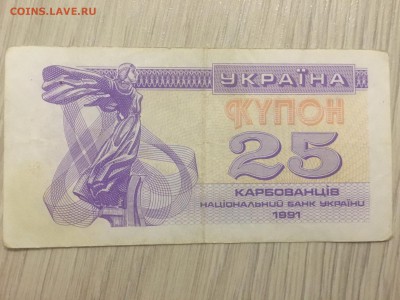 COINS.LAVE.RU
УКРАЇНА
КУПОН
25
КАРБОВАНЦІВ
НАЦІОНАЛЬНИЙ БАНК УКРАЇНИ
1991